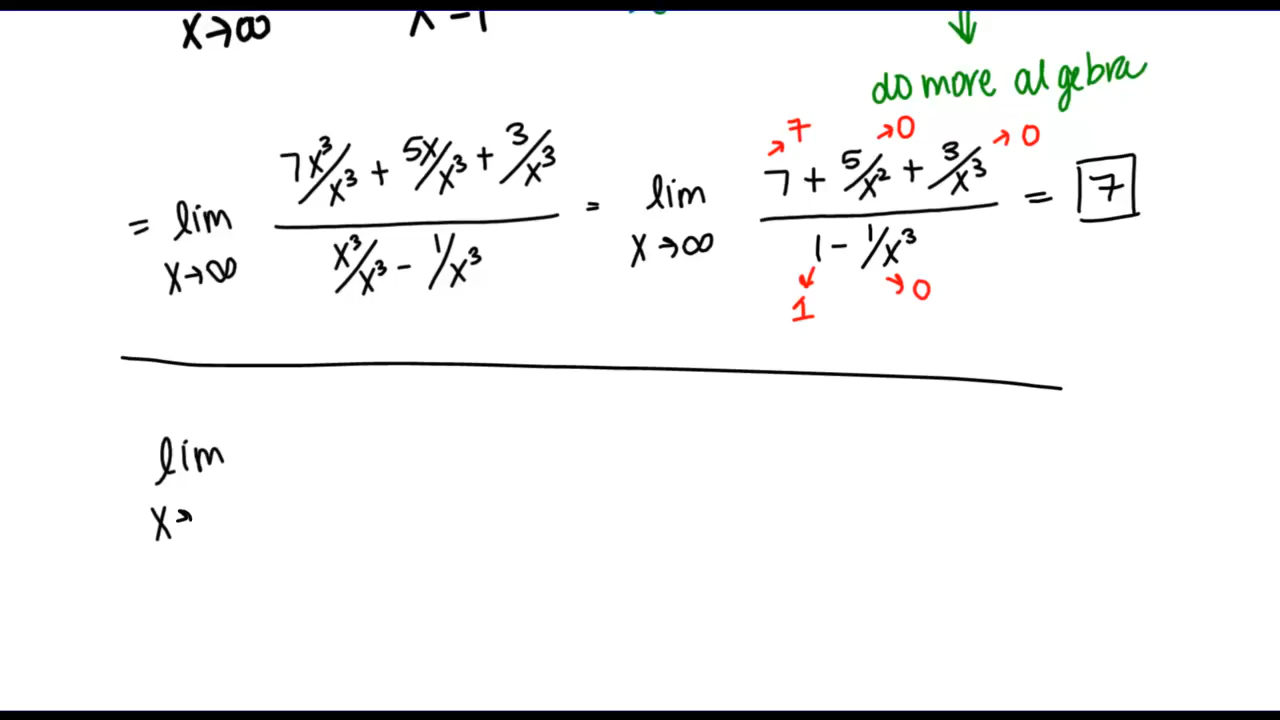 x→∞ x-1
do more algebra
→7 →0 →0
= lim x→∞ (7x³/x³ + 5x/x³ + 3/x³)/(x³/x³ - 1/x³) = lim x→∞ (7 + 5/x² + 3/x³)/(1 - 1/x³) = 7
↙1 ↘0
lim
x→